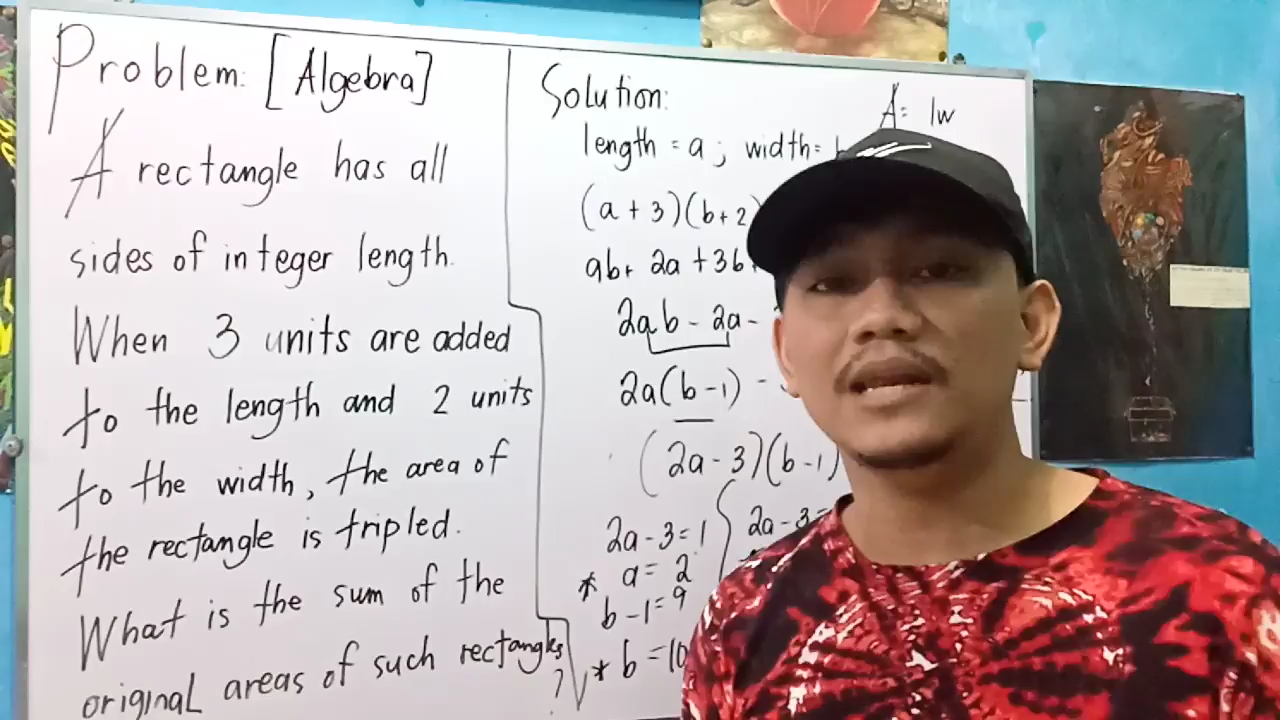 Problem: [Algebra]
A rectangle has all
sides of integer length.
When 3 units are added
to the length and 2 units
to the width, the area of
the rectangle is tripled.
What is the sum of the
original areas of such rectangles
?
Solution:
A= lw
length = a; width=
(a + 3)(b+2)
ab+ 2a +3b
2ab - 2a -
2a(b -1) -
(2a - 3)(b -1)
2a -3 = 1
* a = 2
b -1 = 9
* b = 10
2a -3 =